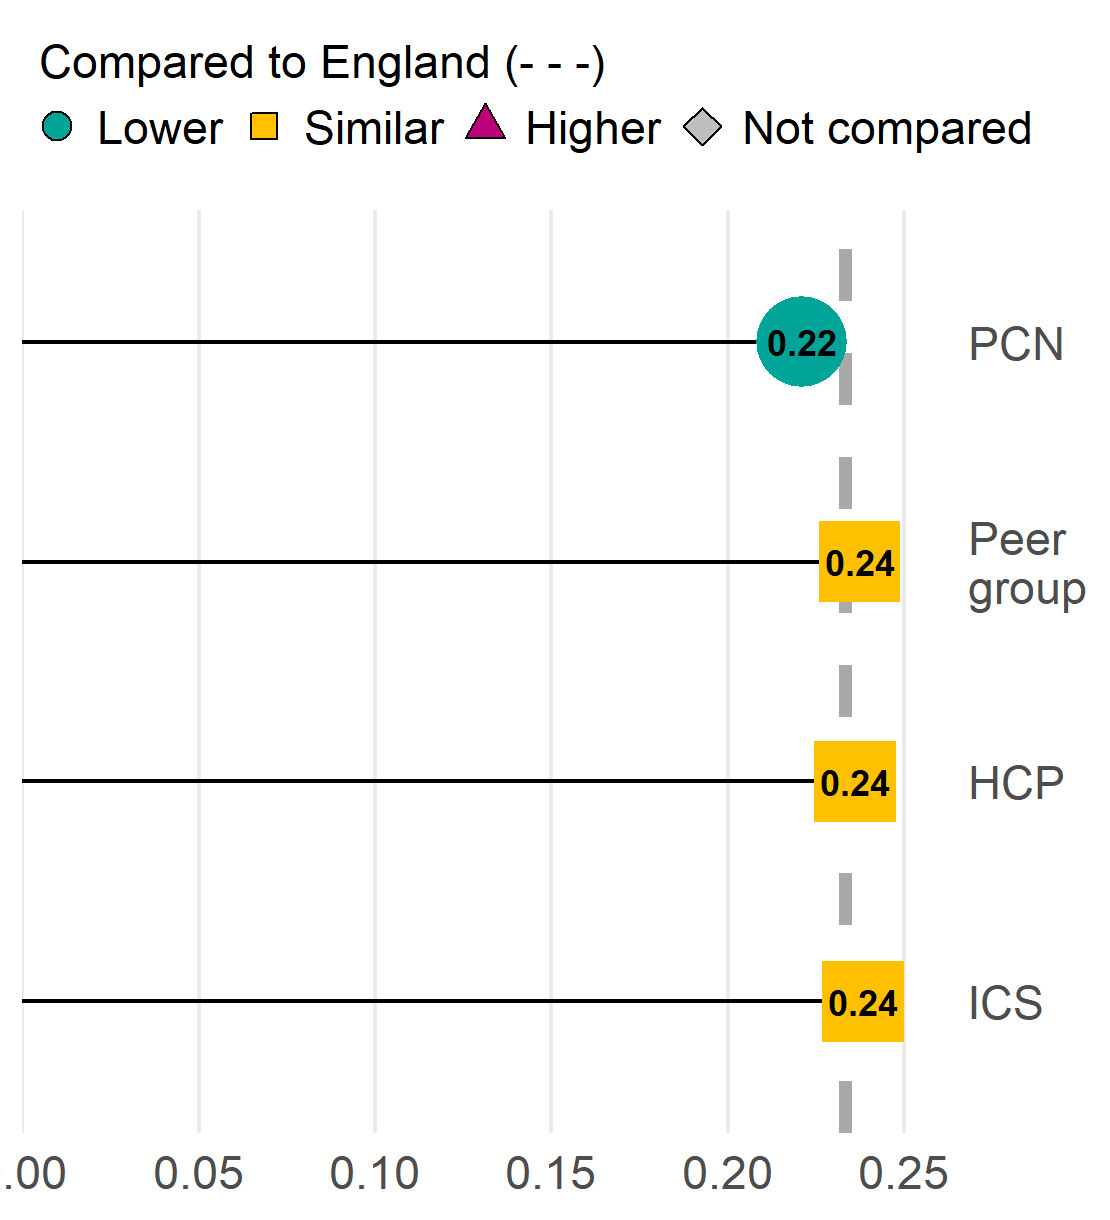 Compared to England (- - -)
Lower Similar Higher Not compared
0.22 PCN
0.24 Peer
group
0.24 HCP
0.24 ICS
.00 0.05 0.10 0.15 0.20 0.25